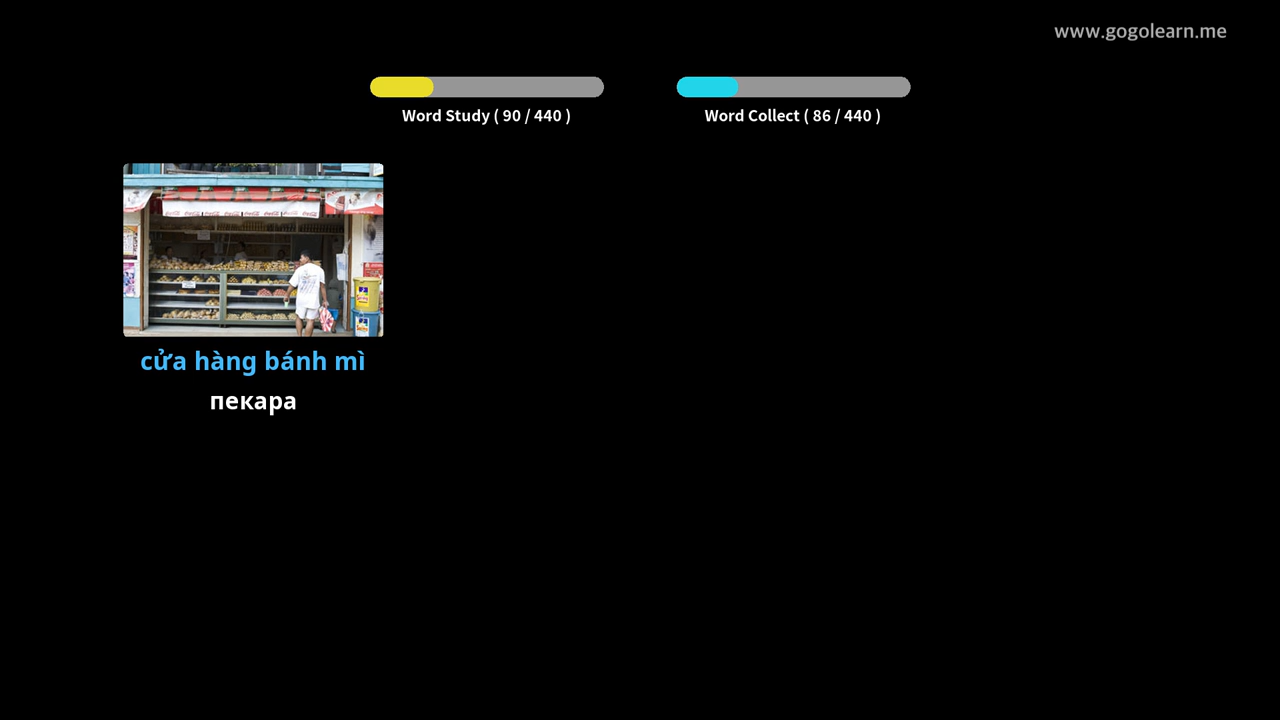 www.gogolearn.me
Word Study ( 90 / 440 )
Word Collect ( 86 / 440 )
cửa hàng bánh mì
пекара